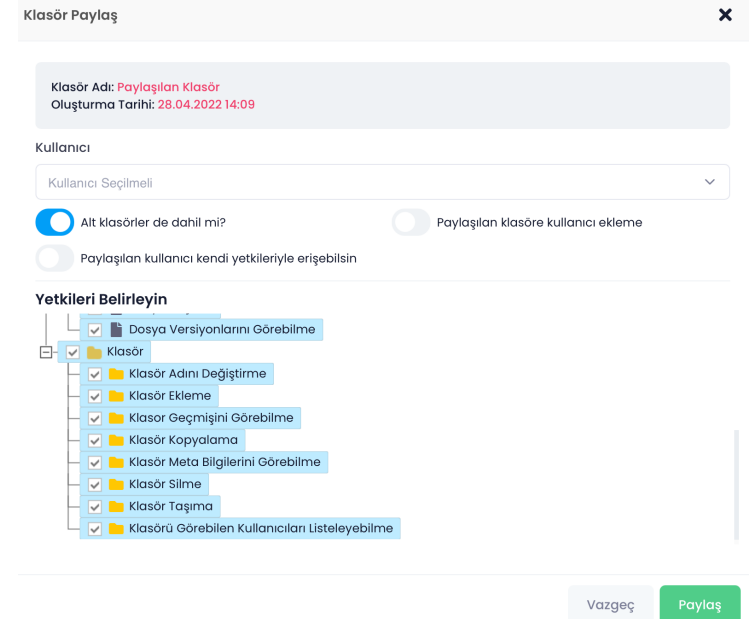 Klasör Paylaş
Klasör Adı: Paylaşılan Klasör
Oluşturma Tarihi: 28.04.2022 14:09
Kullanıcı
Kullanıcı Seçilmeli
Alt klasörler de dahil mi?
Paylaşılan klasöre kullanıcı ekleme
Paylaşılan kullanıcı kendi yetkileriyle erişebilsin
Yetkileri Belirleyin
Dosya Versiyonlarını Görebilme
Klasör
Klasör Adını Değiştirme
Klasör Ekleme
Klasor Geçmişini Görebilme
Klasör Kopyalama
Klasör Meta Bilgilerini Görebilme
Klasör Silme
Klasör Taşıma
Klasörü Görebilen Kullanıcıları Listeleyebilme
Vazgeç
Paylaş